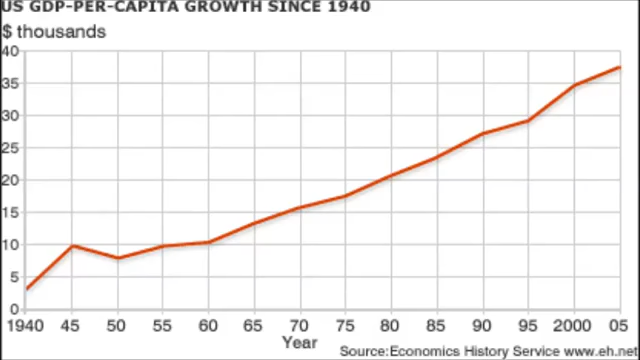 US GDP-PER-CAPITA GROWTH SINCE 1940
$ thousands
40
35
30
25
20
15
10
5
0
1940 45 50 55 60 65 70 75 80 85 90 95 2000 05
Year
Source:Economics History Service www.eh.net